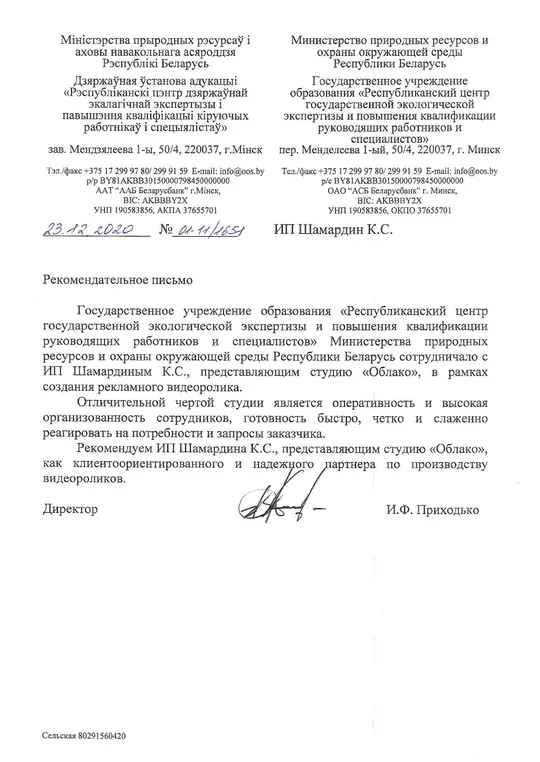 Міністэрства прыродных рэсурсаў і
аховы навакольнага асяроддзя
Рэспублікі Беларусь
Дзяржаўная ўстанова адукацыі
«Рэспубліканскі цэнтр дзяржаўнай
экалагічнай экспертызы і
павышэння кваліфікацыі кіруючых
работнікаў і спецыялістаў»
зав. Мендзялеева 1-ы, 50/4, 220037, г.Мінск
Тэл./факс +375 17 299 97 80/ 299 91 59 E-mail: info@oos.by
р/р BY81AKBB30150000798450000000
ААТ "ААБ Беларусбанк" г.Мінск,
BIC: AKBBBY2X
УНП 190583856, АКПА 37655701
23.12.2020 № 01-11/1651
Министерство природных ресурсов и
охраны окружающей среды
Республики Беларусь
Государственное учреждение
образования «Республиканский центр
государственной экологической
экспертизы и повышения квалификации
руководящих работников и
специалистов»
пер. Менделеева 1-ый, 50/4, 220037, г. Минск
Тел./факс +375 17 299 97 80/ 299 91 59 E-mail: info@oos.by
р/с BY81AKBB30150000798450000000
ОАО "АСБ Беларусбанк" г. Минск,
BIC: AKBBBY2X
УНП 190583856, ОКПО 37655701
ИП Шамардин К.С.
Рекомендательное письмо
Государственное учреждение образования «Республиканский центр
государственной экологической экспертизы и повышения квалификации
руководящих работников и специалистов» Министерства природных
ресурсов и охраны окружающей среды Республики Беларусь сотрудничало с
ИП Шамардиным К.С., представляющим студию «Облако», в рамках
создания рекламного видеоролика.
Отличительной чертой студии является оперативность и высокая
организованность сотрудников, готовность быстро, четко и слаженно
реагировать на потребности и запросы заказчика.
Рекомендуем ИП Шамардина К.С., представляющим студию «Облако»,
как клиентоориентированного и надежного партнера по производству
видеороликов.
Директор И.Ф. Приходько
Сельская 80291560420